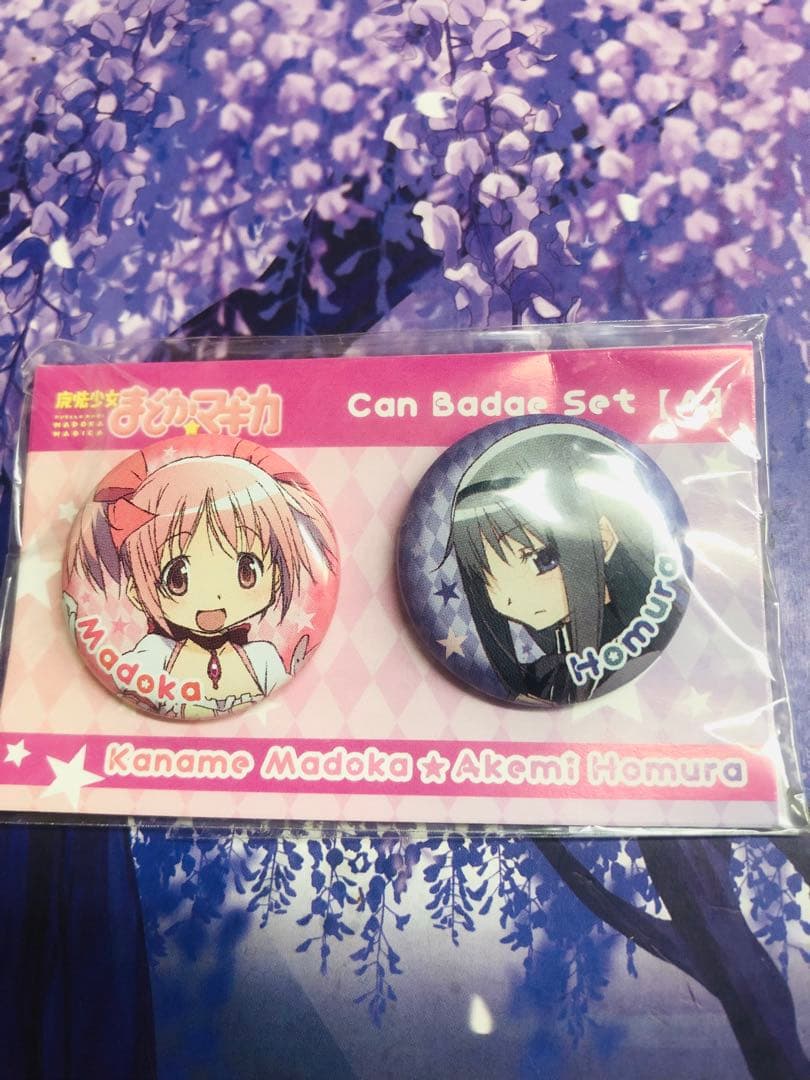 魔法少女
まどか★マギカ
PUELLA MAGI
MADOKA
MAGICA
Can Badge Set【A】
Madoka
Homura
Kaname Madoka★Akemi Homura